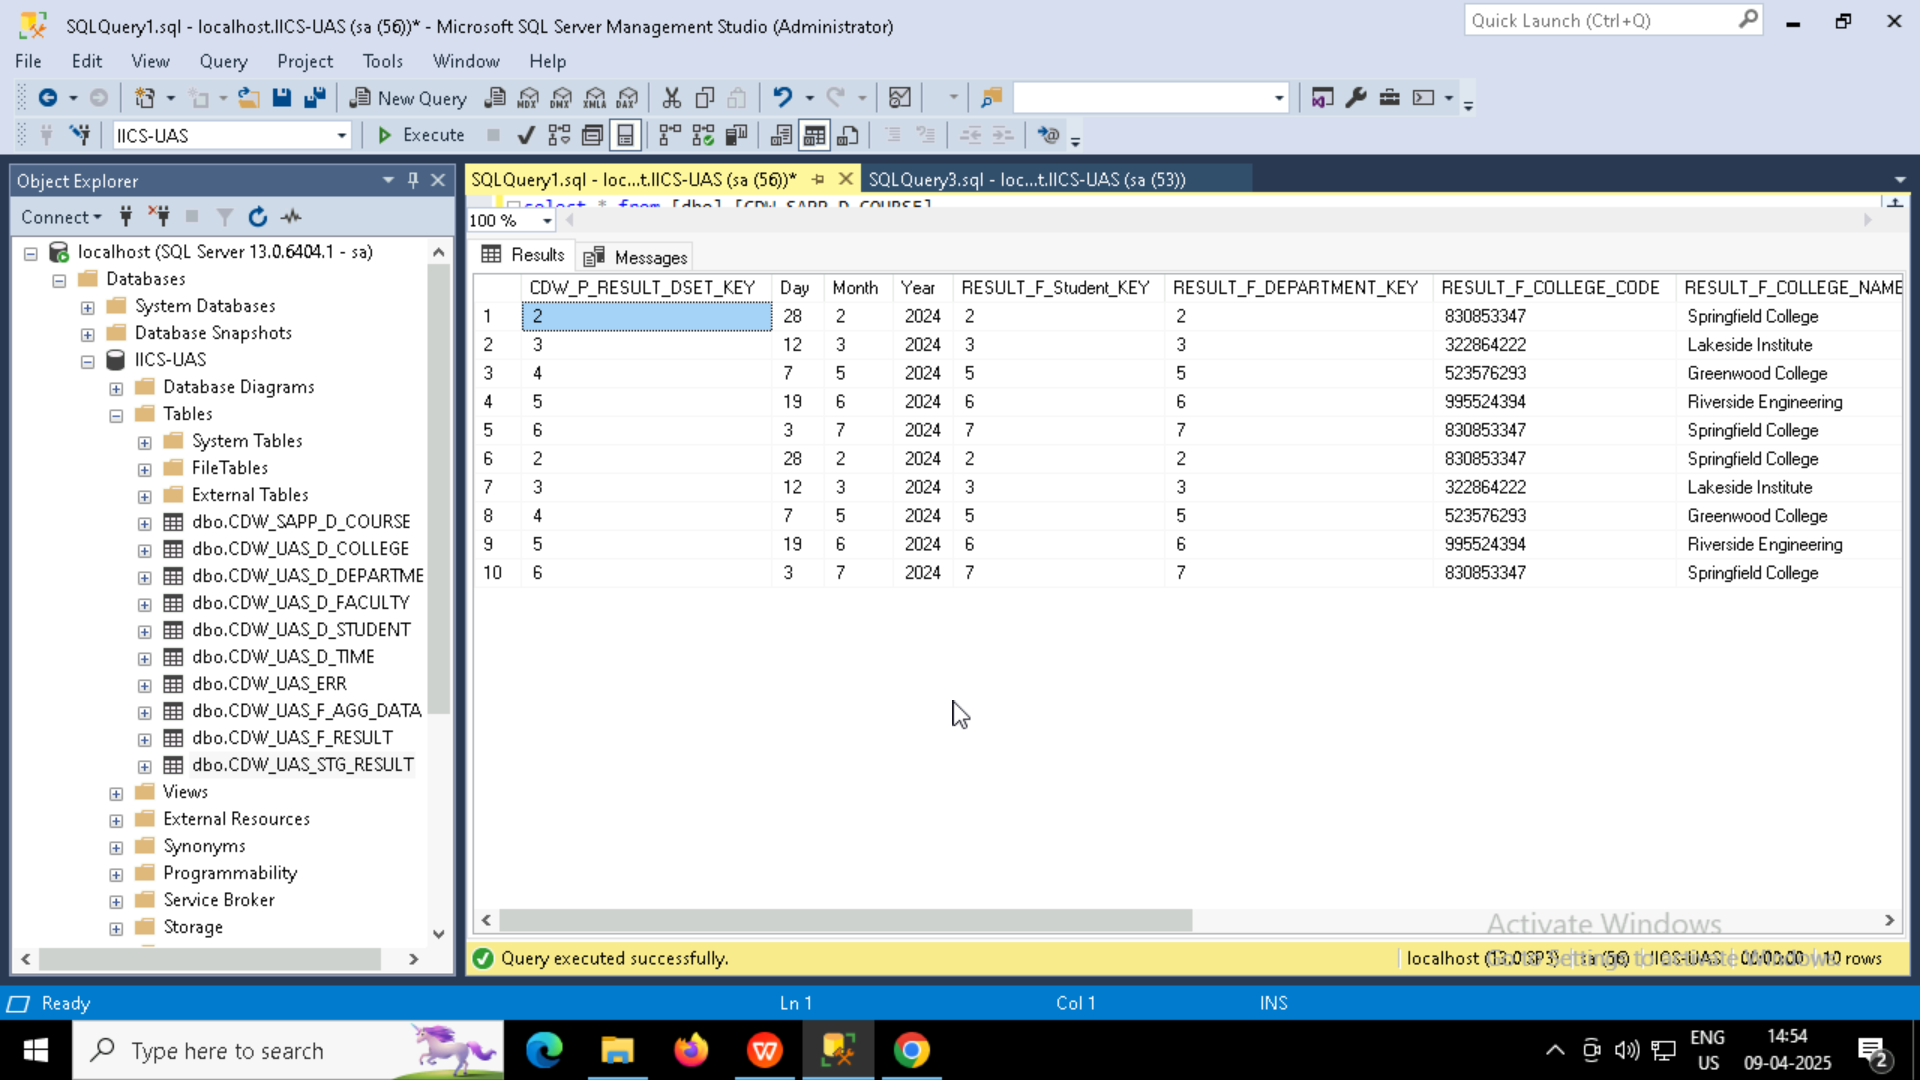 SQLQuery1.sql - localhost.IICS-UAS (sa (56))* - Microsoft SQL Server Management Studio (Administrator)
Quick Launch (Ctrl+Q)
File Edit View Query Project Tools Window Help
New Query
MDX DMX XMLA DAX
IICS-UAS
Execute
Object Explorer
SQLQuery1.sql - loc...t.IICS-UAS (sa (56))*
SQLQuery3.sql - loc...t.IICS-UAS (sa (53))
select * from [dbo].[CDW_SAPP_D_COURSE]
100 %
Connect
Results
Messages
localhost (SQL Server 13.0.6404.1 - sa)
Databases
System Databases
Database Snapshots
IICS-UAS
Database Diagrams
Tables
System Tables
FileTables
External Tables
dbo.CDW_SAPP_D_COURSE
dbo.CDW_UAS_D_COLLEGE
dbo.CDW_UAS_D_DEPARTME
dbo.CDW_UAS_D_FACULTY
dbo.CDW_UAS_D_STUDENT
dbo.CDW_UAS_D_TIME
dbo.CDW_UAS_ERR
dbo.CDW_UAS_F_AGG_DATA
dbo.CDW_UAS_F_RESULT
dbo.CDW_UAS_STG_RESULT
Views
External Resources
Synonyms
Programmability
Service Broker
Storage
CDW_P_RESULT_DSET_KEY Day Month Year RESULT_F_Student_KEY RESULT_F_DEPARTMENT_KEY RESULT_F_COLLEGE_CODE RESULT_F_COLLEGE_NAME
1 2 28 2 2024 2 2 830853347 Springfield College
2 3 12 3 2024 3 3 322864222 Lakeside Institute
3 4 7 5 2024 5 5 523576293 Greenwood College
4 5 19 6 2024 6 6 995524394 Riverside Engineering
5 6 3 7 2024 7 7 830853347 Springfield College
6 2 28 2 2024 2 2 830853347 Springfield College
7 3 12 3 2024 3 3 322864222 Lakeside Institute
8 4 7 5 2024 5 5 523576293 Greenwood College
9 5 19 6 2024 6 6 995524394 Riverside Engineering
10 6 3 7 2024 7 7 830853347 Springfield College
Activate Windows
Go to Settings to activate Windows.
Query executed successfully.
localhost (13.0 SP3) sa (56) IICS-UAS 00:00:00 10 rows
Ready Ln 1 Col 1 INS
Type here to search
ENG
US
14:54
09-04-2025
2